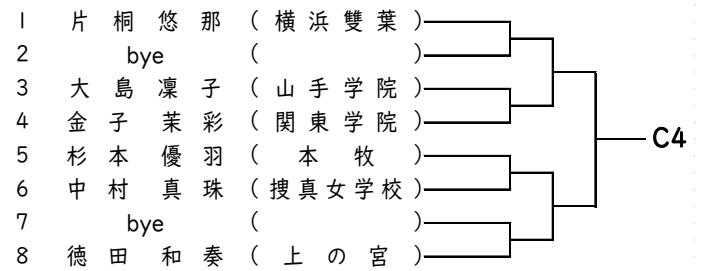 1 片桐 悠那 (横浜雙葉)
2 bye ( )
3 大島 凜子 (山手学院)
4 金子 茉彩 (関東学院)
C4
5 杉本 優羽 (本牧)
6 中村 真珠 (捜真女学校)
7 bye ( )
8 徳田 和奏 (上の宮)